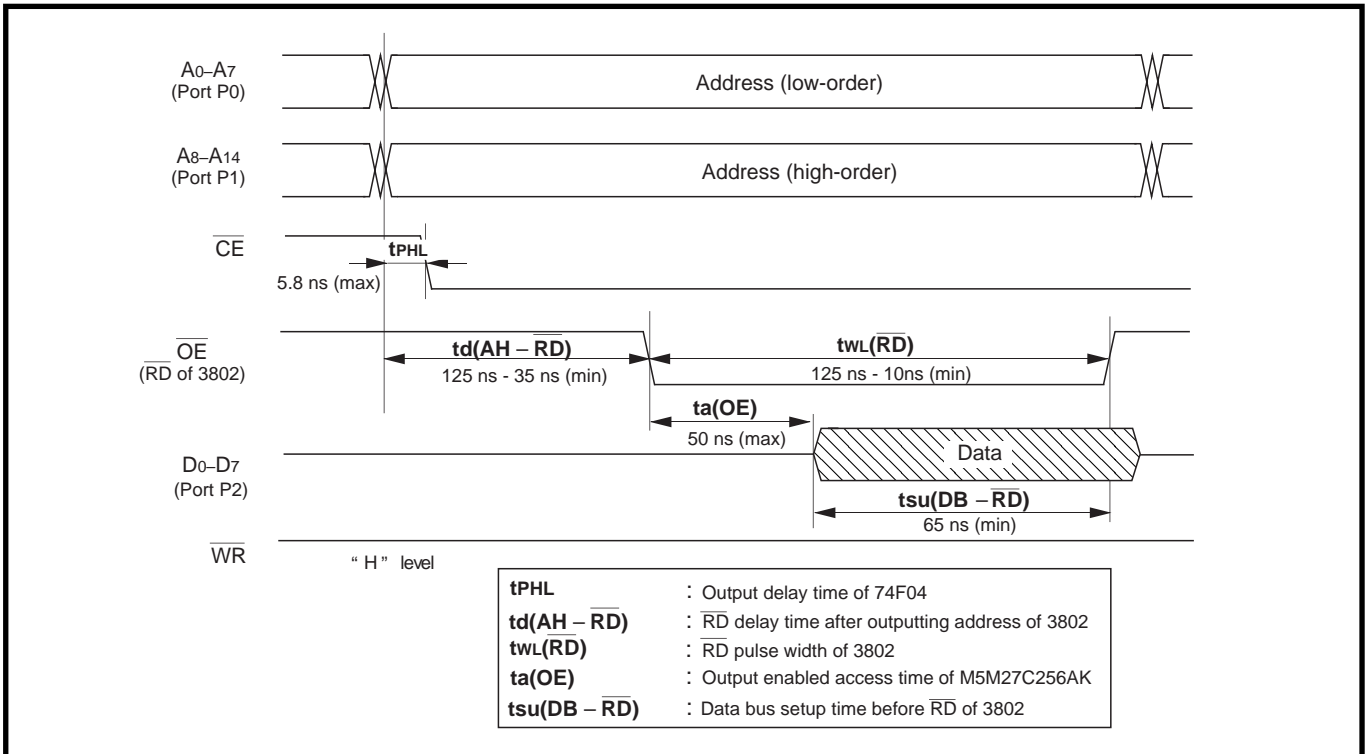 A0–A7
(Port P0)
Address (low-order)
A8–A14
(Port P1)
Address (high-order)
CE
tPHL
5.8 ns (max)
OE
(RD of 3802)
td(AH – RD)
125 ns - 35 ns (min)
tWL(RD)
125 ns - 10ns (min)
ta(OE)
50 ns (max)
D0–D7
(Port P2)
Data
tsu(DB – RD)
65 ns (min)
WR
“ H ” level
tPHL : Output delay time of 74F04
td(AH – RD) : RD delay time after outputting address of 3802
tWL(RD) : RD pulse width of 3802
ta(OE) : Output enabled access time of M5M27C256AK
tsu(DB – RD) : Data bus setup time before RD of 3802